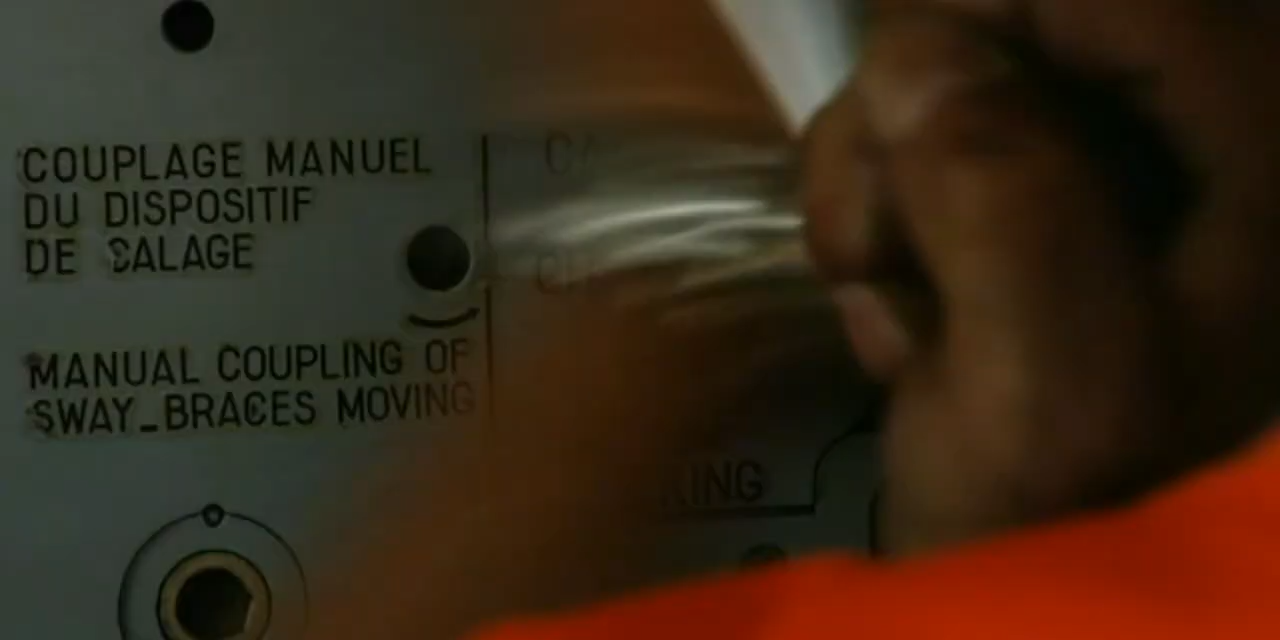 COUPLAGE MANUEL
DU DISPOSITIF
DE CALAGE
MANUAL COUPLING OF
SWAY_BRACES MOVING